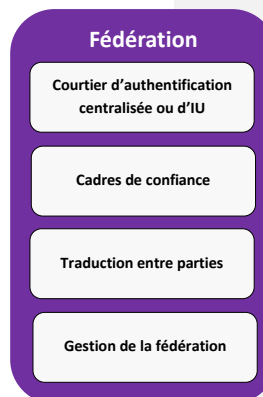 Fédération
Courtier d’authentification
centralisée ou d’IU
Cadres de confiance
Traduction entre parties
Gestion de la fédération